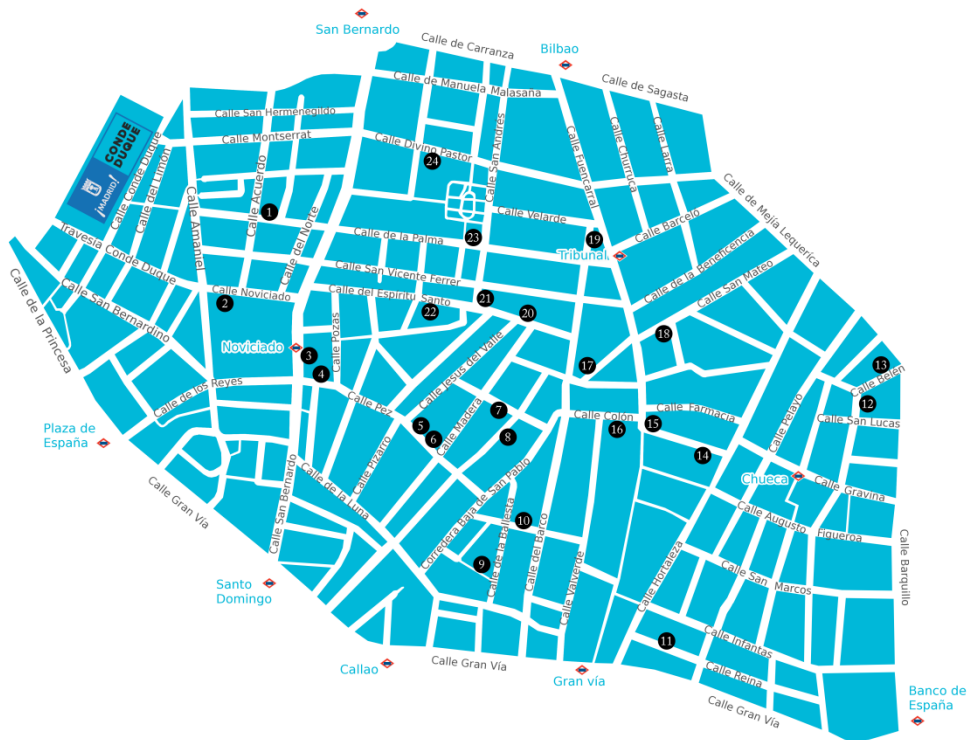 San Bernardo
Calle de Carranza
Bilbao
Calle de Sagasta
Calle de Manuela Malasaña
Calle San Hermenegildo
Calle Montserrat
Calle Divino Pastor
Calle San Andrés
Calle Fuencarral
Calle Churruca
Calle Larra
CONDE
DUQUE
¡MADRID!
Calle Conde Duque
Calle del Limón
Calle Amaniel
Calle Acuerdo
Calle del Norte
24
1
Calle Velarde
Calle Barcelo
Calle de Mejía Lequerica
Travesia Conde Duque
Calle de la Palma
23
19
Tribunal
Calle de la Beneficencia
Calle San Mateo
Calle San Vicente Ferrer
Calle de la Princesa
Calle San Bernardino
Calle Noviciado
2
Calle del Espiritu Santo
22
21
20
18
Noviciado
3
4
Calle Pozas
Calle Jesus del Valle
17
13
Calle Belén
12
Calle San Lucas
Calle de los Reyes
Calle Pez
Calle Madera
7
5
6
8
Calle Colón
16
15
Calle Farmacia
14
Calle Pelayo
Plaza de
España
Calle Pizarro
Calle de la Luna
Corredera Baja de San Pablo
Chueca
Calle Gravina
Calle Gran Vía
Calle San Bernardo
10
9
Calle de la Ballesta
Calle del Barco
Calle Valverde
Calle Hortaleza
Calle Augusto
Figueroa
Calle Barquillo
Calle San Marcos
Santo
Domingo
11
Calle Infantas
Calle Reina
Callao
Calle Gran Vía
Gran vía
Calle Gran Vía
Banco de
España